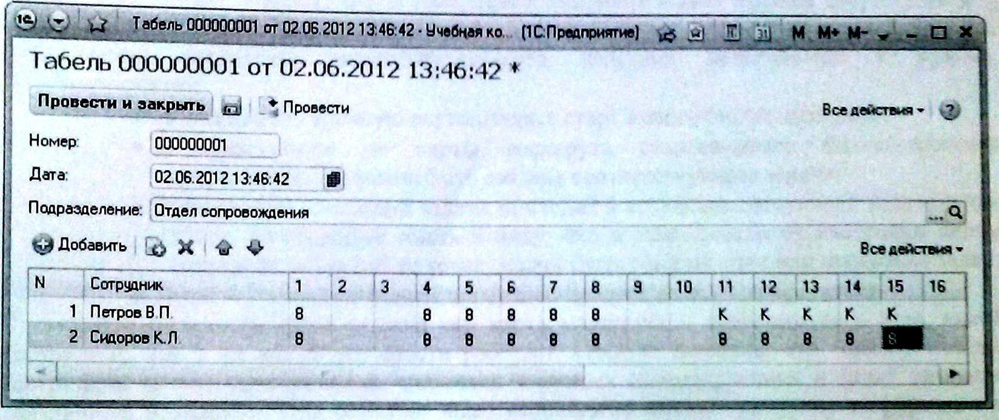 1С Табель 000000001 от 02.06.2012 13:46:42 - Учебная ко... (1С:Предприятие) 31 M M+ M-
Табель 000000001 от 02.06.2012 13:46:42 *
Провести и закрыть Провести Все действия ?
Номер: 000000001
Дата: 02.06.2012 13:46:42
Подразделение: Отдел сопровождения ...
Добавить Все действия
N Сотрудник 1 2 3 4 5 6 7 8 9 10 11 12 13 14 15 16
1 Петров В.П. 8 8 8 8 8 8 К К К К К
2 Сидоров К.Л. 8 8 8 8 8 8 8 8 8 8 8